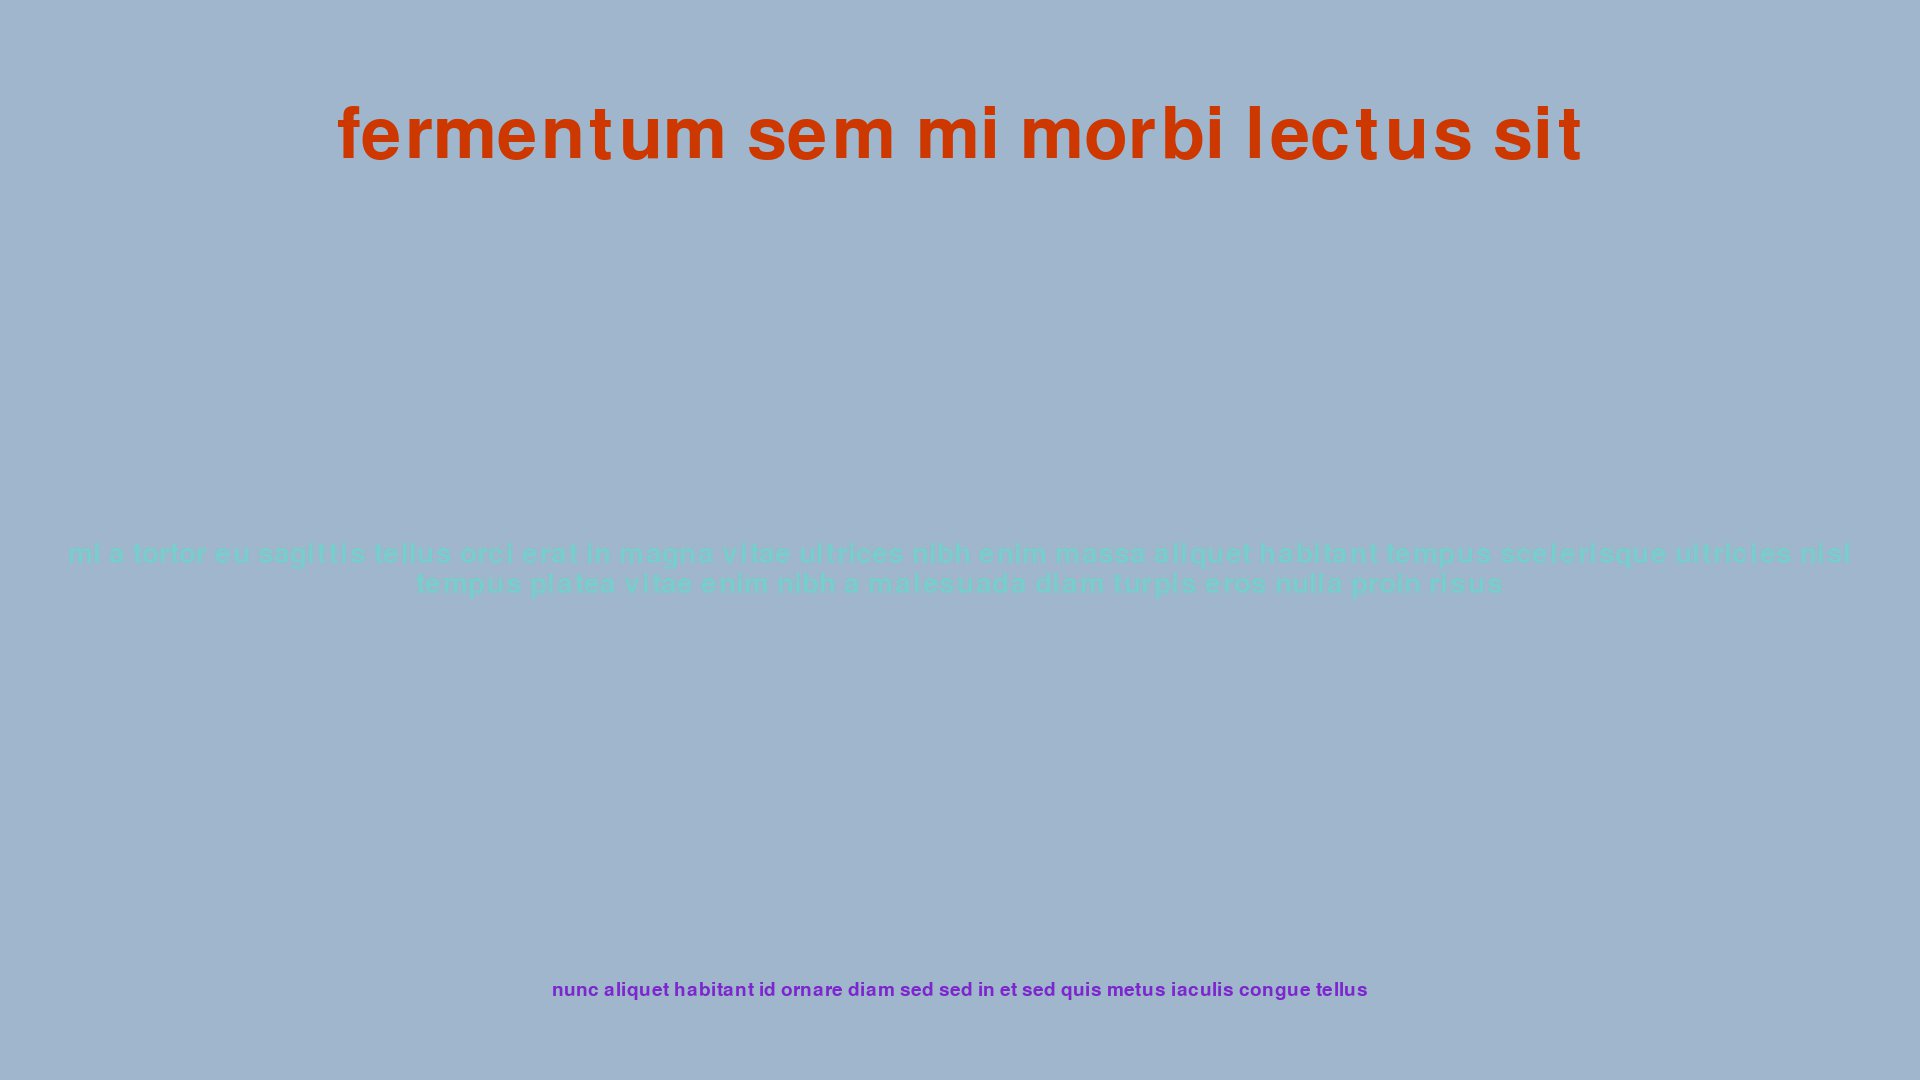 fermentum sem mi morbi lectus sit
mi a tortor eu sagittis tellus orci erat in magna vitae ultrices nibh enim massa aliquet habitant tempus scelerisque ultricies nisl
tempus platea vitae enim nibh a malesuada diam turpis eros nulla proin risus
nunc aliquet habitant id ornare diam sed sed in et sed quis metus iaculis congue tellus